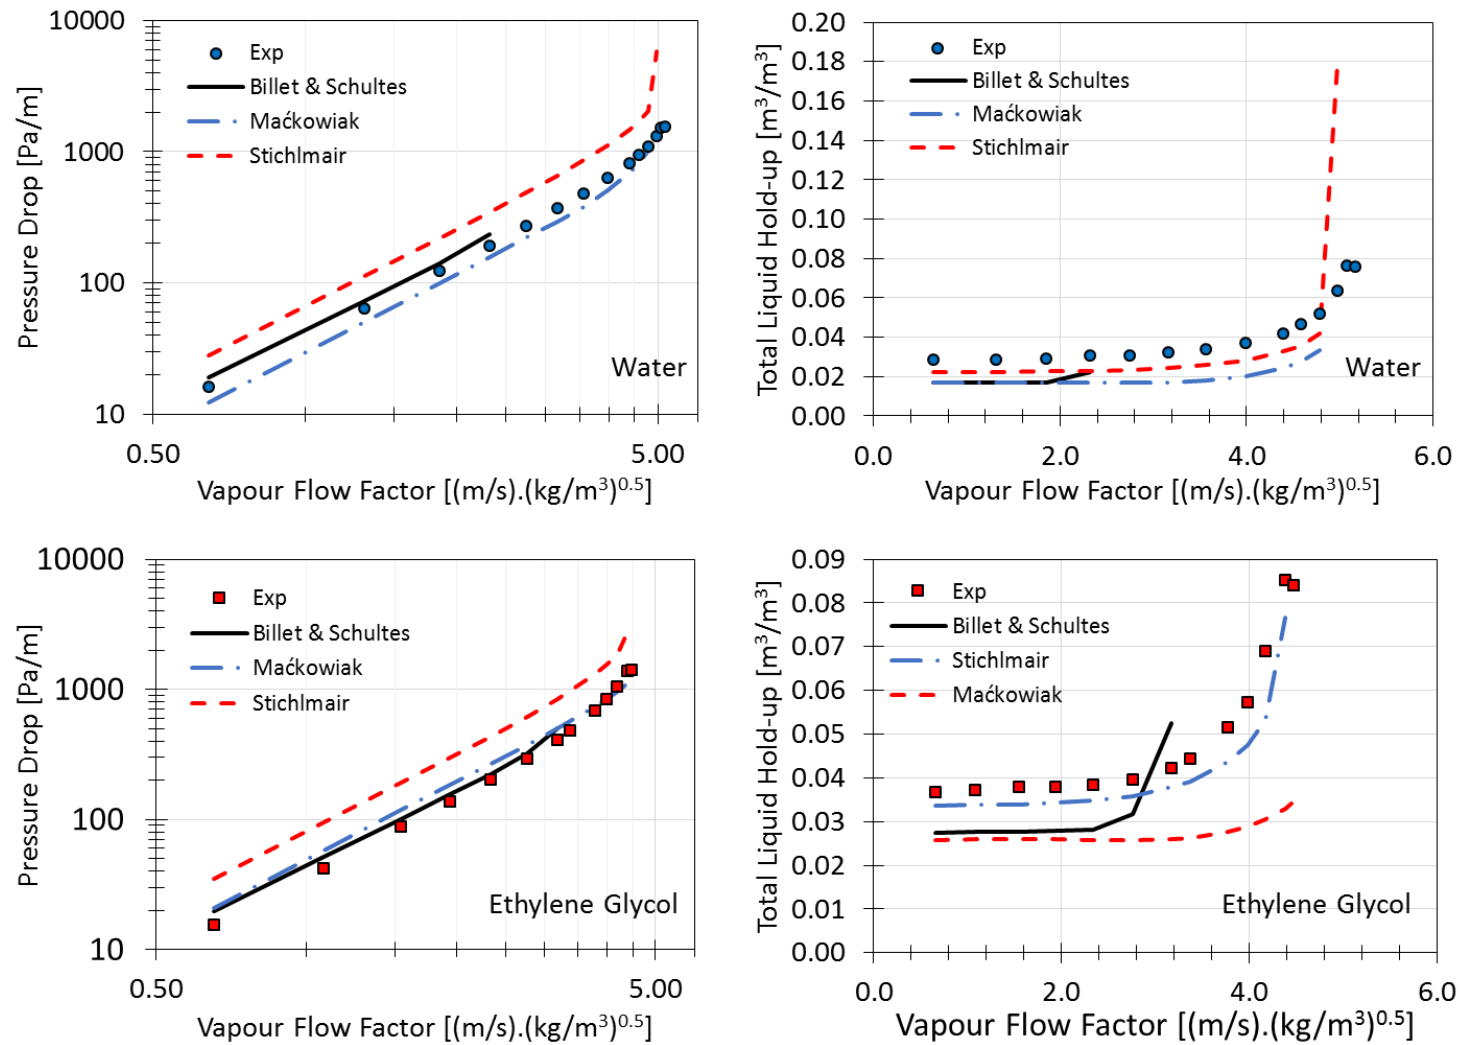 Pressure Drop [Pa/m]
10000
1000
100
10
Exp
Billet & Schultes
Maćkowiak
Stichlmair
Water
0.50
5.00
Vapour Flow Factor [(m/s).(kg/m³)⁰·⁵]
Total Liquid Hold-up [m³/m³]
0.20
0.18
0.16
0.14
0.12
0.10
0.08
0.06
0.04
0.02
0.00
Exp
Billet & Schultes
Maćkowiak
Stichlmair
Water
0.0
2.0
4.0
6.0
Vapour Flow Factor [(m/s).(kg/m³)⁰·⁵]
Pressure Drop [Pa/m]
10000
1000
100
10
Exp
Billet & Schultes
Maćkowiak
Stichlmair
Ethylene Glycol
0.50
5.00
Vapour Flow Factor [(m/s).(kg/m³)⁰·⁵]
Total Liquid Hold-up [m³/m³]
0.09
0.08
0.07
0.06
0.05
0.04
0.03
0.02
0.01
0.00
Exp
Billet & Schultes
Stichlmair
Maćkowiak
Ethylene Glycol
0.0
2.0
4.0
6.0
Vapour Flow Factor [(m/s).(kg/m³)⁰·⁵]